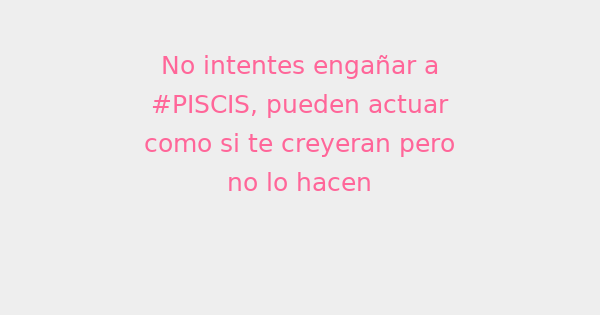 No intentes engañar a
#PISCIS, pueden actuar
como si te creyeran pero
no lo hacen